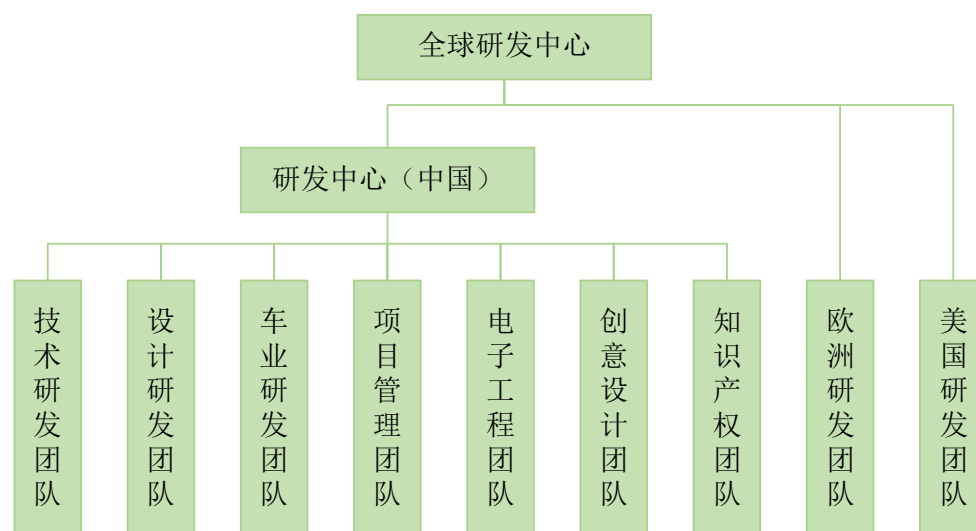 全球研发中心
研发中心（中国）
技术研发团队
设计研发团队
车业研发团队
项目管理团队
电子工程团队
创意设计团队
知识产权团队
欧洲研发团队
美国研发团队